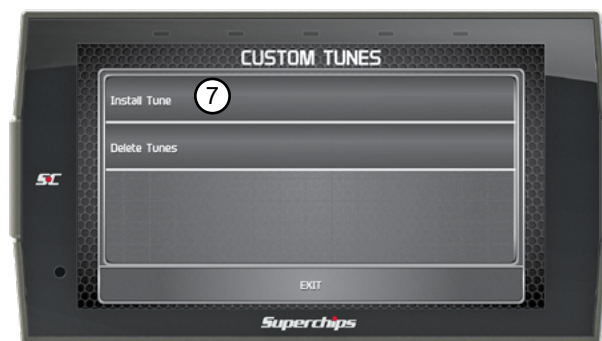 CUSTOM TUNES
Install Tune 7
Delete Tunes
SC
EXIT
Superchips